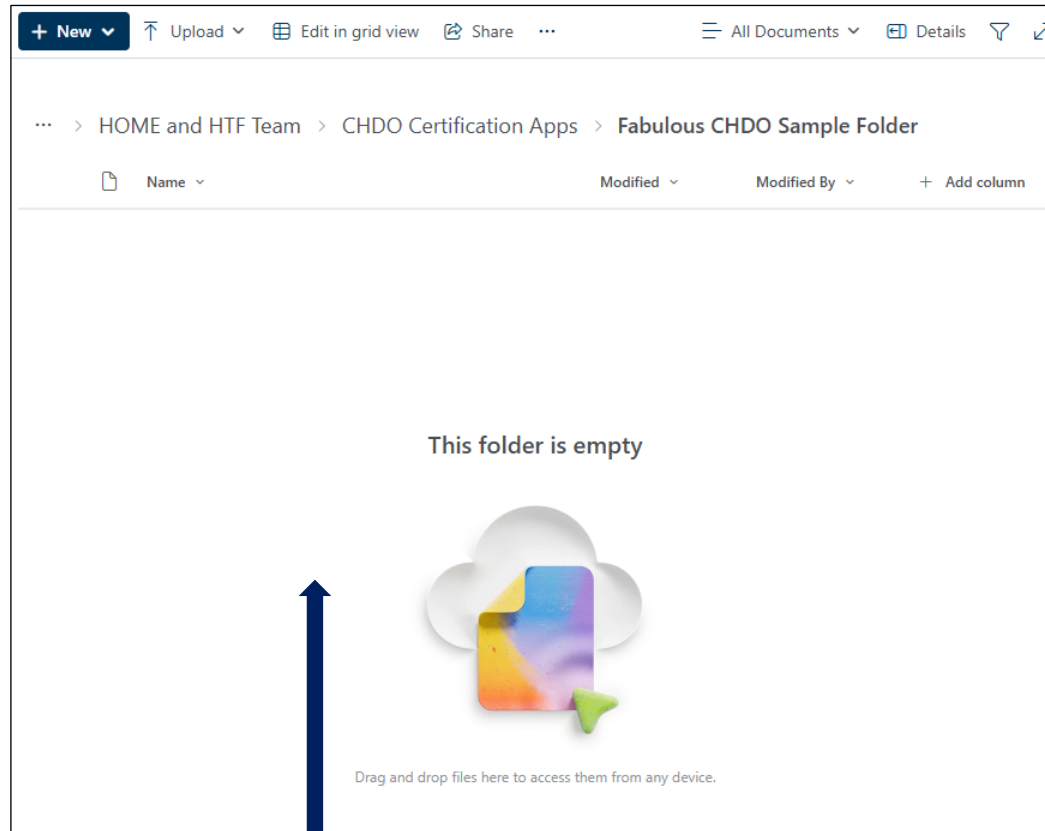 + New Upload Edit in grid view Share ... All Documents Details
... > HOME and HTF Team > CHDO Certification Apps > Fabulous CHDO Sample Folder
Name Modified Modified By + Add column
This folder is empty
Drag and drop files here to access them from any device.